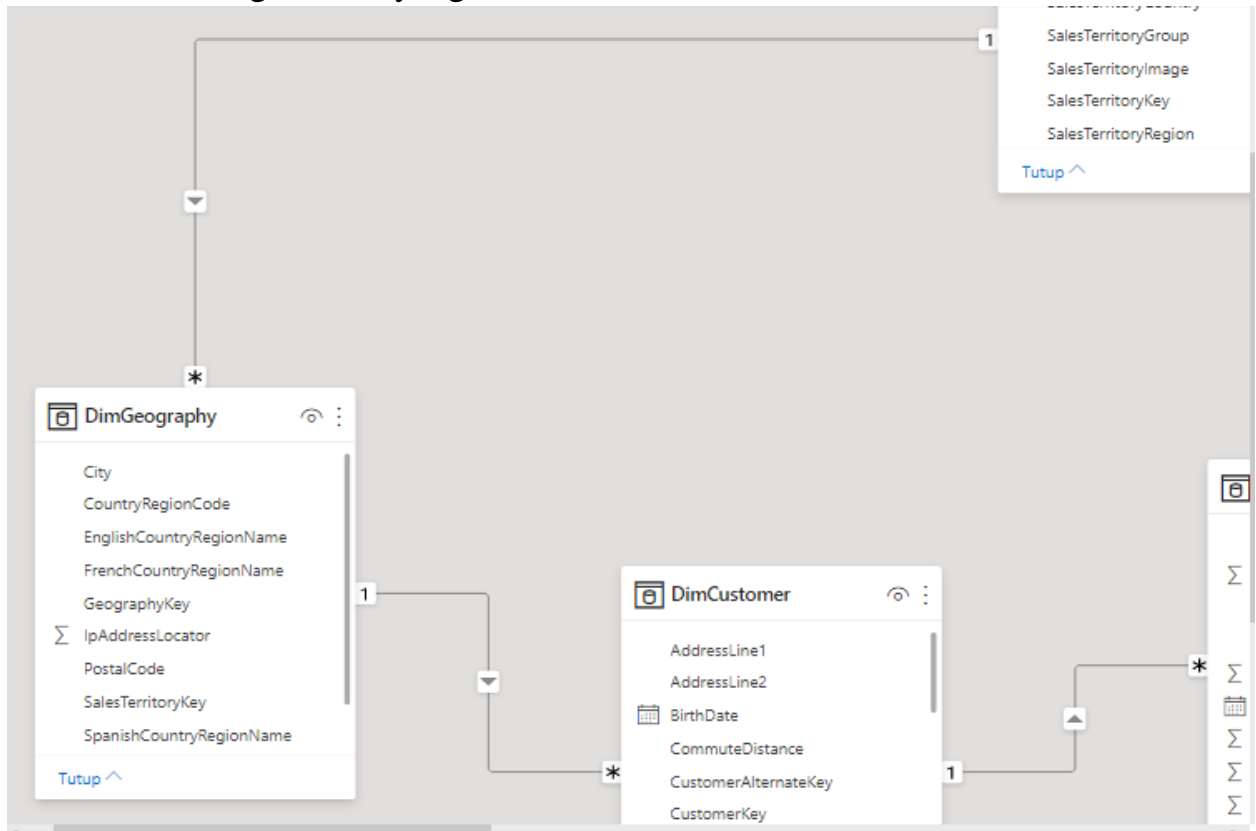 1
SalesTerritoryGroup
SalesTerritoryImage
SalesTerritoryKey
SalesTerritoryRegion
Tutup
*
DimGeography
City
CountryRegionCode
EnglishCountryRegionName
FrenchCountryRegionName
GeographyKey
IpAddressLocator
PostalCode
SalesTerritoryKey
SpanishCountryRegionName
Tutup
1
*
DimCustomer
AddressLine1
AddressLine2
BirthDate
CommuteDistance
CustomerAlternateKey
CustomerKey
1
*